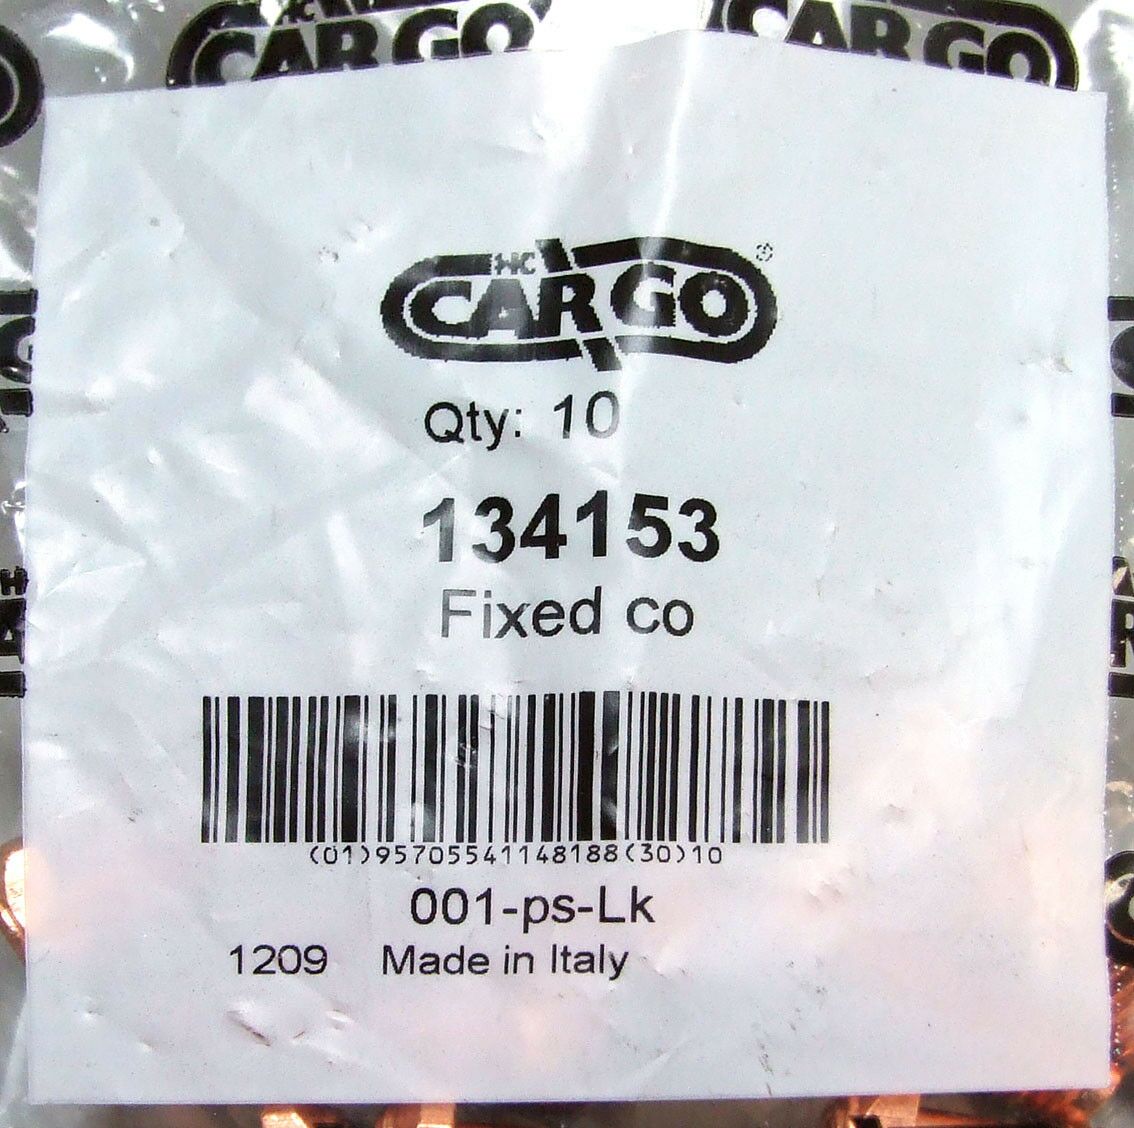 HC
CARGO
CARGO
HC
CARGO®
Qty: 10
134153
Fixed co
(01)95705541148188(30)10
001-ps-Lk
1209 Made in Italy